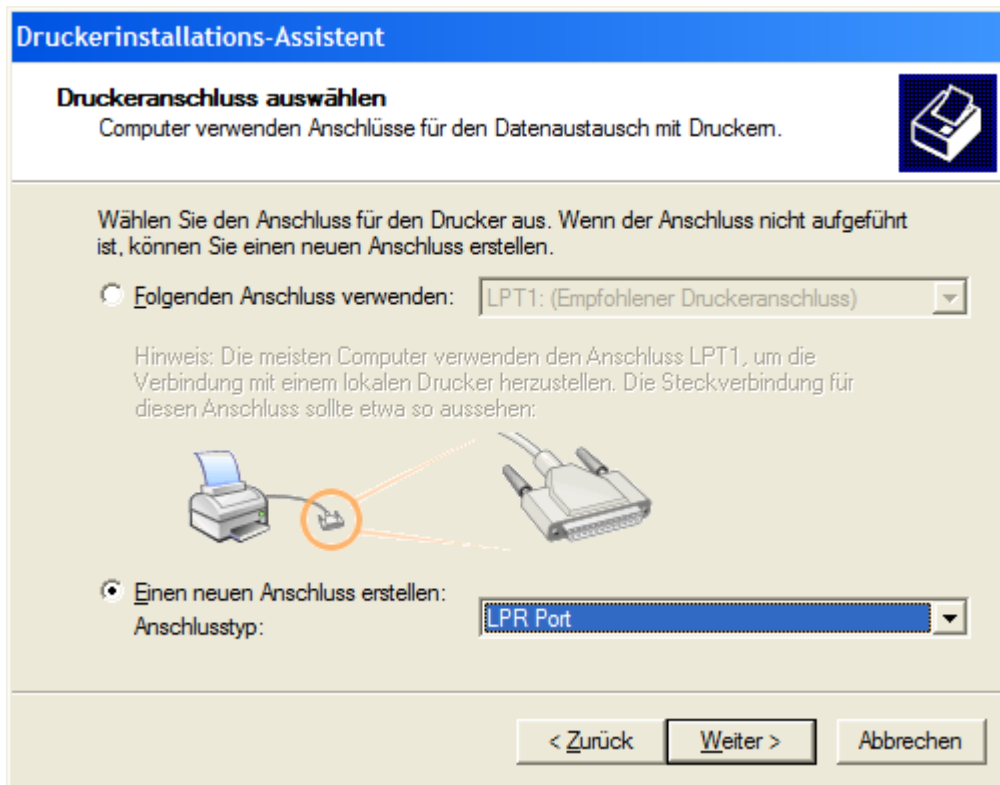 Druckerinstallations-Assistent
Druckeranschluss auswählen
Computer verwenden Anschlüsse für den Datenaustausch mit Druckern.
Wählen Sie den Anschluss für den Drucker aus. Wenn der Anschluss nicht aufgeführt
ist, können Sie einen neuen Anschluss erstellen.
Folgenden Anschluss verwenden: LPT1: (Empfohlener Druckeranschluss)
Hinweis: Die meisten Computer verwenden den Anschluss LPT1, um die
Verbindung mit einem lokalen Drucker herzustellen. Die Steckverbindung für
diesen Anschluss sollte etwa so aussehen:
Einen neuen Anschluss erstellen:
Anschlusstyp: LPR Port
< Zurück Weiter > Abbrechen